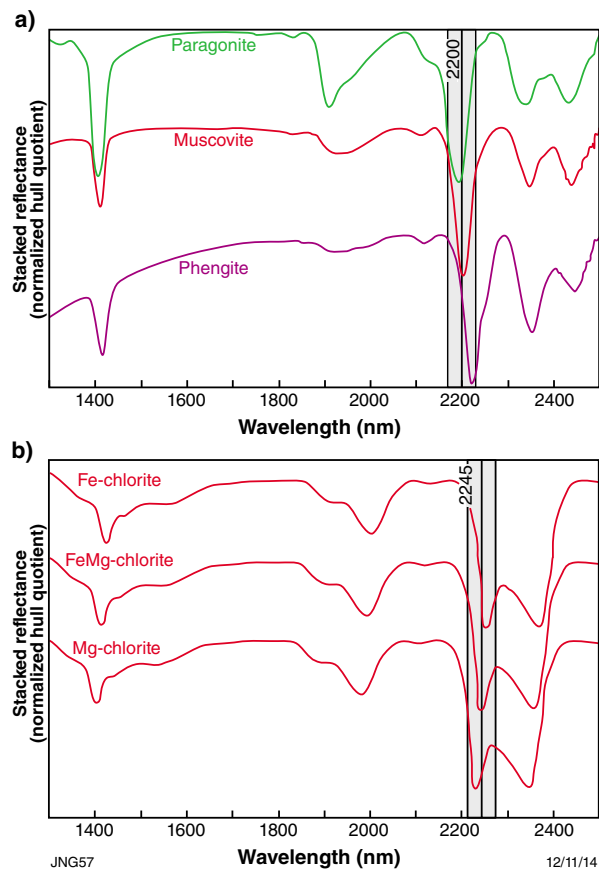 a)
Paragonite
2200
Muscovite
Phengite
Stacked reflectance
(normalized hull quotient)
1400 1600 1800 2000 2200 2400
Wavelength (nm)
b)
Fe-chlorite
2245
FeMg-chlorite
Mg-chlorite
Stacked reflectance
(normalized hull quotient)
1400 1600 1800 2000 2200 2400
Wavelength (nm)
JNG57
12/11/14